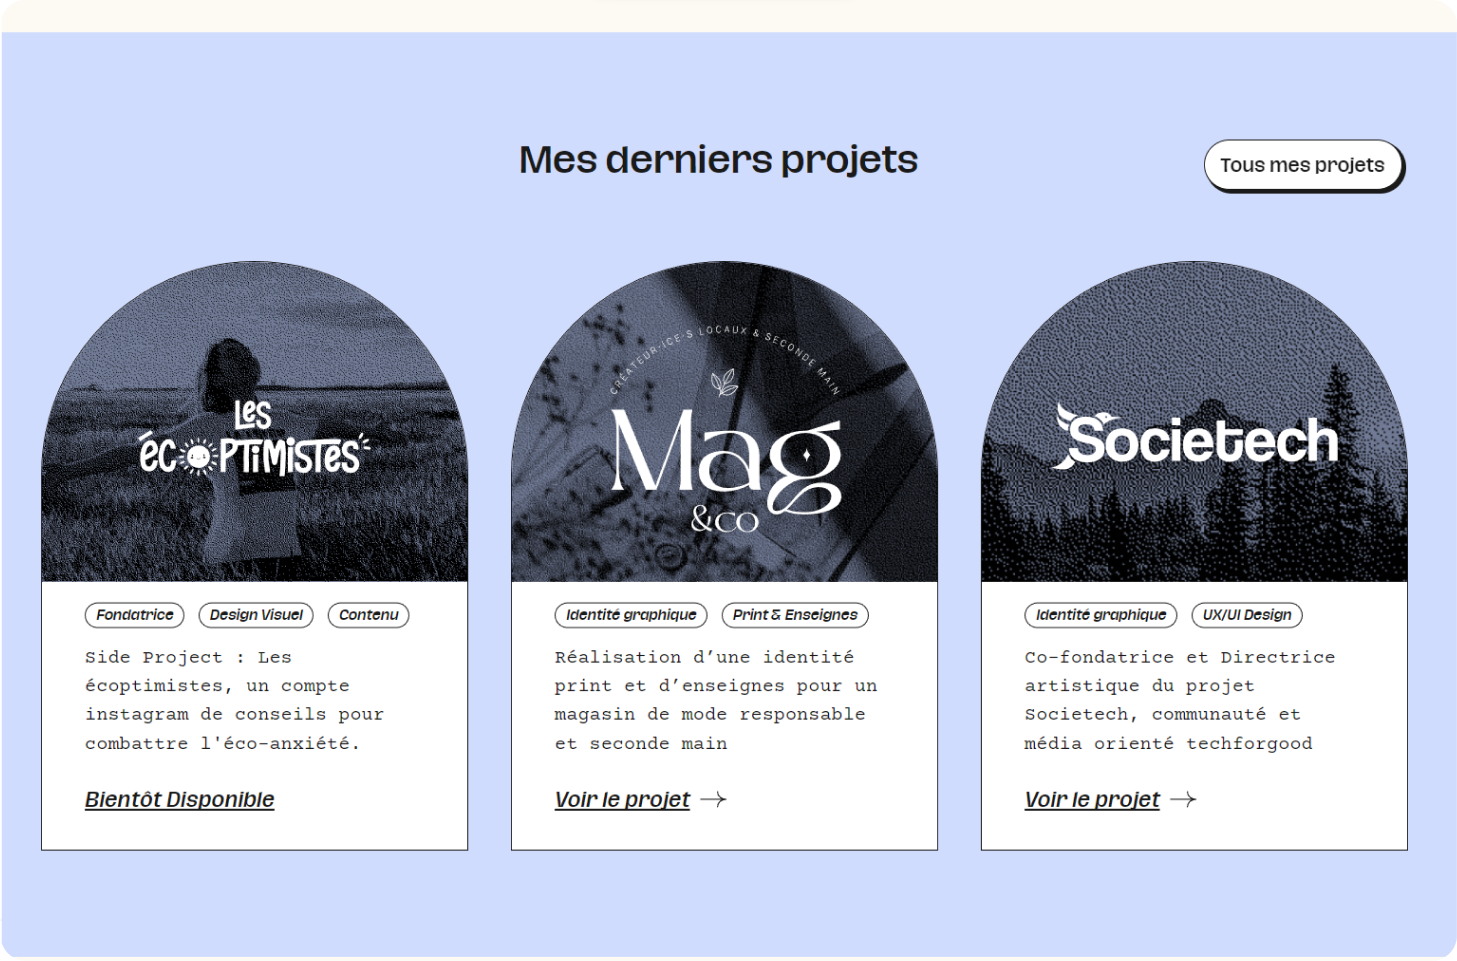 Mes derniers projets
Tous mes projets
Les
écoptimistes
Fondatrice
Design Visuel
Contenu
Side Project : Les
écoptimistes, un compte
instagram de conseils pour
combattre l'éco-anxiété.
Bientôt Disponible
CRÉATEUR·ICE·S LOCAUX & SECONDE MAIN
Mag
&CO
Identité graphique
Print & Enseignes
Réalisation d’une identité
print et d’enseignes pour un
magasin de mode responsable
et seconde main
Voir le projet →
Societech
Identité graphique
UX/UI Design
Co-fondatrice et Directrice
artistique du projet
Societech, communauté et
média orienté techforgood
Voir le projet →